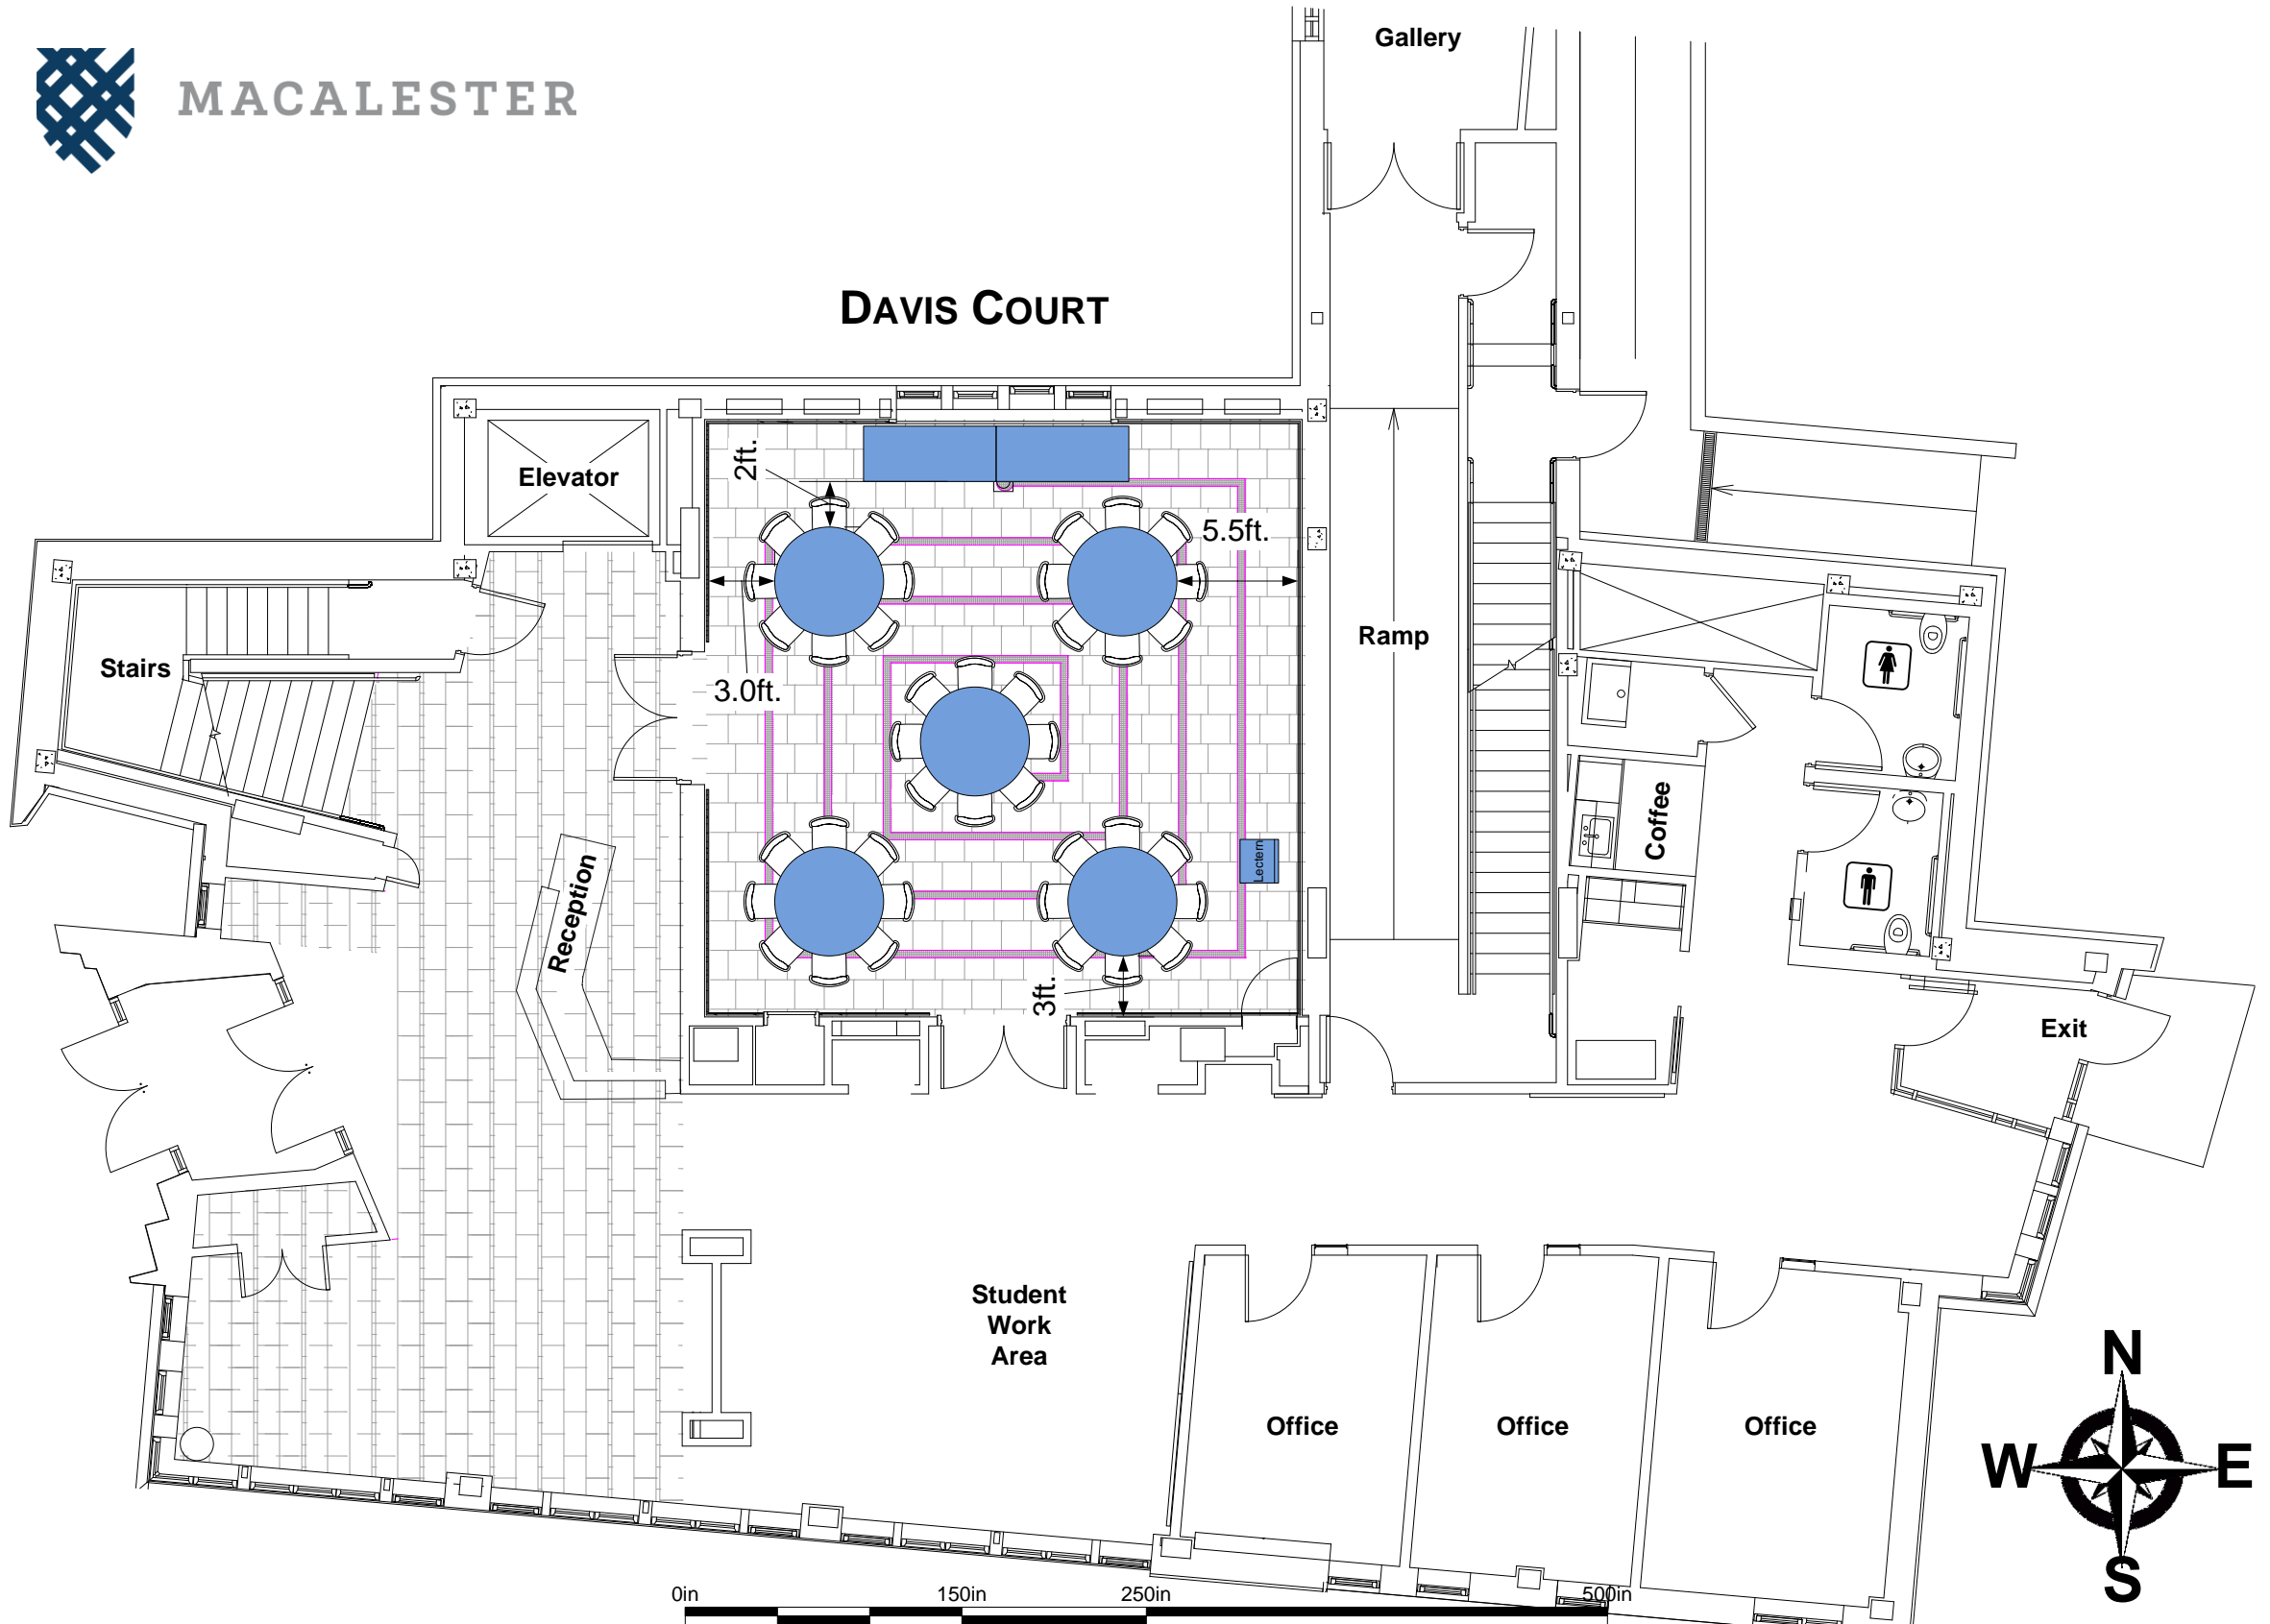 Gallery
MACALESTER
DAVIS COURT
Elevator
2ft.
5.5ft.
Ramp
Stairs
3.0ft.
Coffee
Lectern
Reception
3ft.
Exit
Student
Work
Area
Office
Office
Office
N
W
E
S
0in
150in
250in
500in